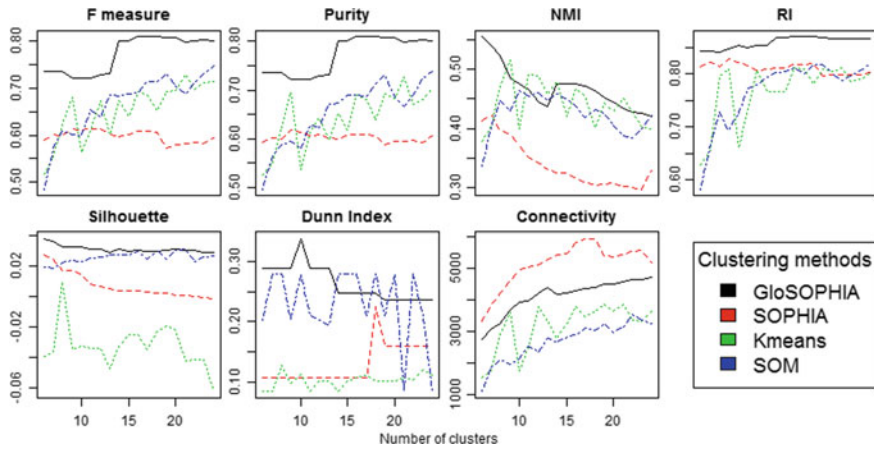 F measure
0.50 0.60 0.70 0.80
Purity
0.50 0.60 0.70 0.80
NMI
0.30 0.40 0.50
RI
0.60 0.70 0.80
Silhouette
-0.06 -0.02 0.02
10 20
Dunn Index
0.10 0.20 0.30
10 20
Connectivity
1000 3000 5000
10 20
Number of clusters
Clustering methods
GloSOPHIA
SOPHIA
Kmeans
SOM